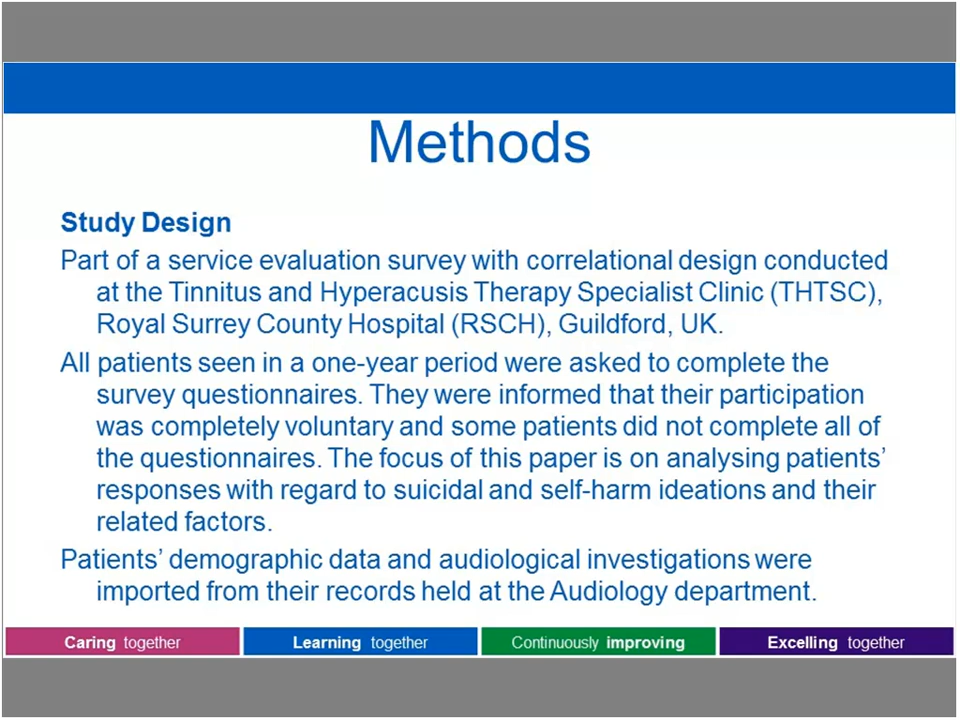 Methods
Study Design
Part of a service evaluation survey with correlational design conducted
at the Tinnitus and Hyperacusis Therapy Specialist Clinic (THTSC),
Royal Surrey County Hospital (RSCH), Guildford, UK.
All patients seen in a one-year period were asked to complete the
survey questionnaires. They were informed that their participation
was completely voluntary and some patients did not complete all of
the questionnaires. The focus of this paper is on analysing patients’
responses with regard to suicidal and self-harm ideations and their
related factors.
Patients’ demographic data and audiological investigations were
imported from their records held at the Audiology department.
Caring together Learning together Continuously improving Excelling together